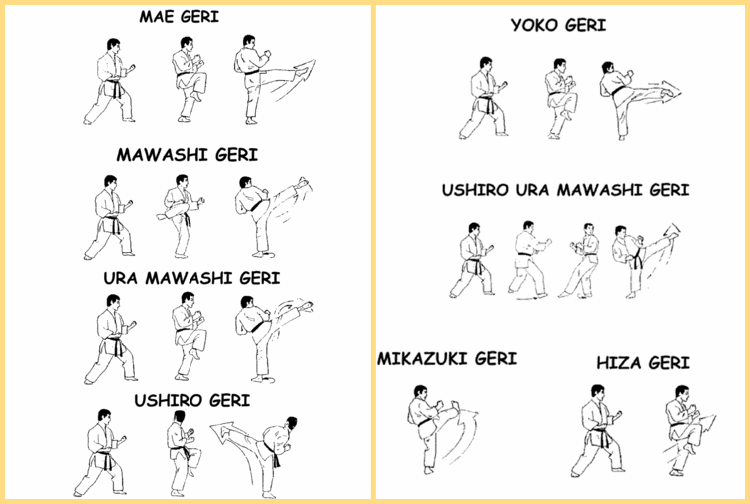 MAE GERI
MAWASHI GERI
URA MAWASHI GERI
USHIRO GERI
YOKO GERI
USHIRO URA MAWASHI GERI
MIKAZUKI GERI
HIZA GERI